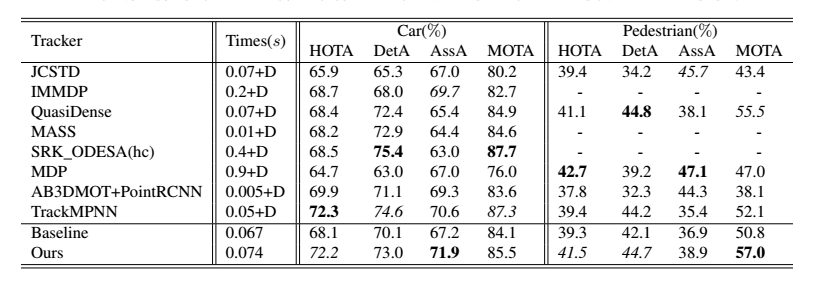 Tracker Times(s) Car(%) Pedestrian(%)
HOTA DetA AssA MOTA HOTA DetA AssA MOTA
JCSTD 0.07+D 65.9 65.3 67.0 80.2 39.4 34.2 45.7 43.4
IMMDP 0.2+D 68.7 68.0 69.7 82.7 - - - -
QuasiDense 0.07+D 68.4 72.4 65.4 84.9 41.1 44.8 38.1 55.5
MASS 0.01+D 68.2 72.9 64.4 84.6 - - - -
SRK_ODESA(hc) 0.4+D 68.5 75.4 63.0 87.7 - - - -
MDP 0.9+D 64.7 63.0 67.0 76.0 42.7 39.2 47.1 47.0
AB3DMOT+PointRCNN 0.005+D 69.9 71.1 69.3 83.6 37.8 32.3 44.3 38.1
TrackMPNN 0.05+D 72.3 74.6 70.6 87.3 39.4 44.2 35.4 52.1
Baseline 0.067 68.1 70.1 67.2 84.1 39.3 42.1 36.9 50.8
Ours 0.074 72.2 73.0 71.9 85.5 41.5 44.7 38.9 57.0